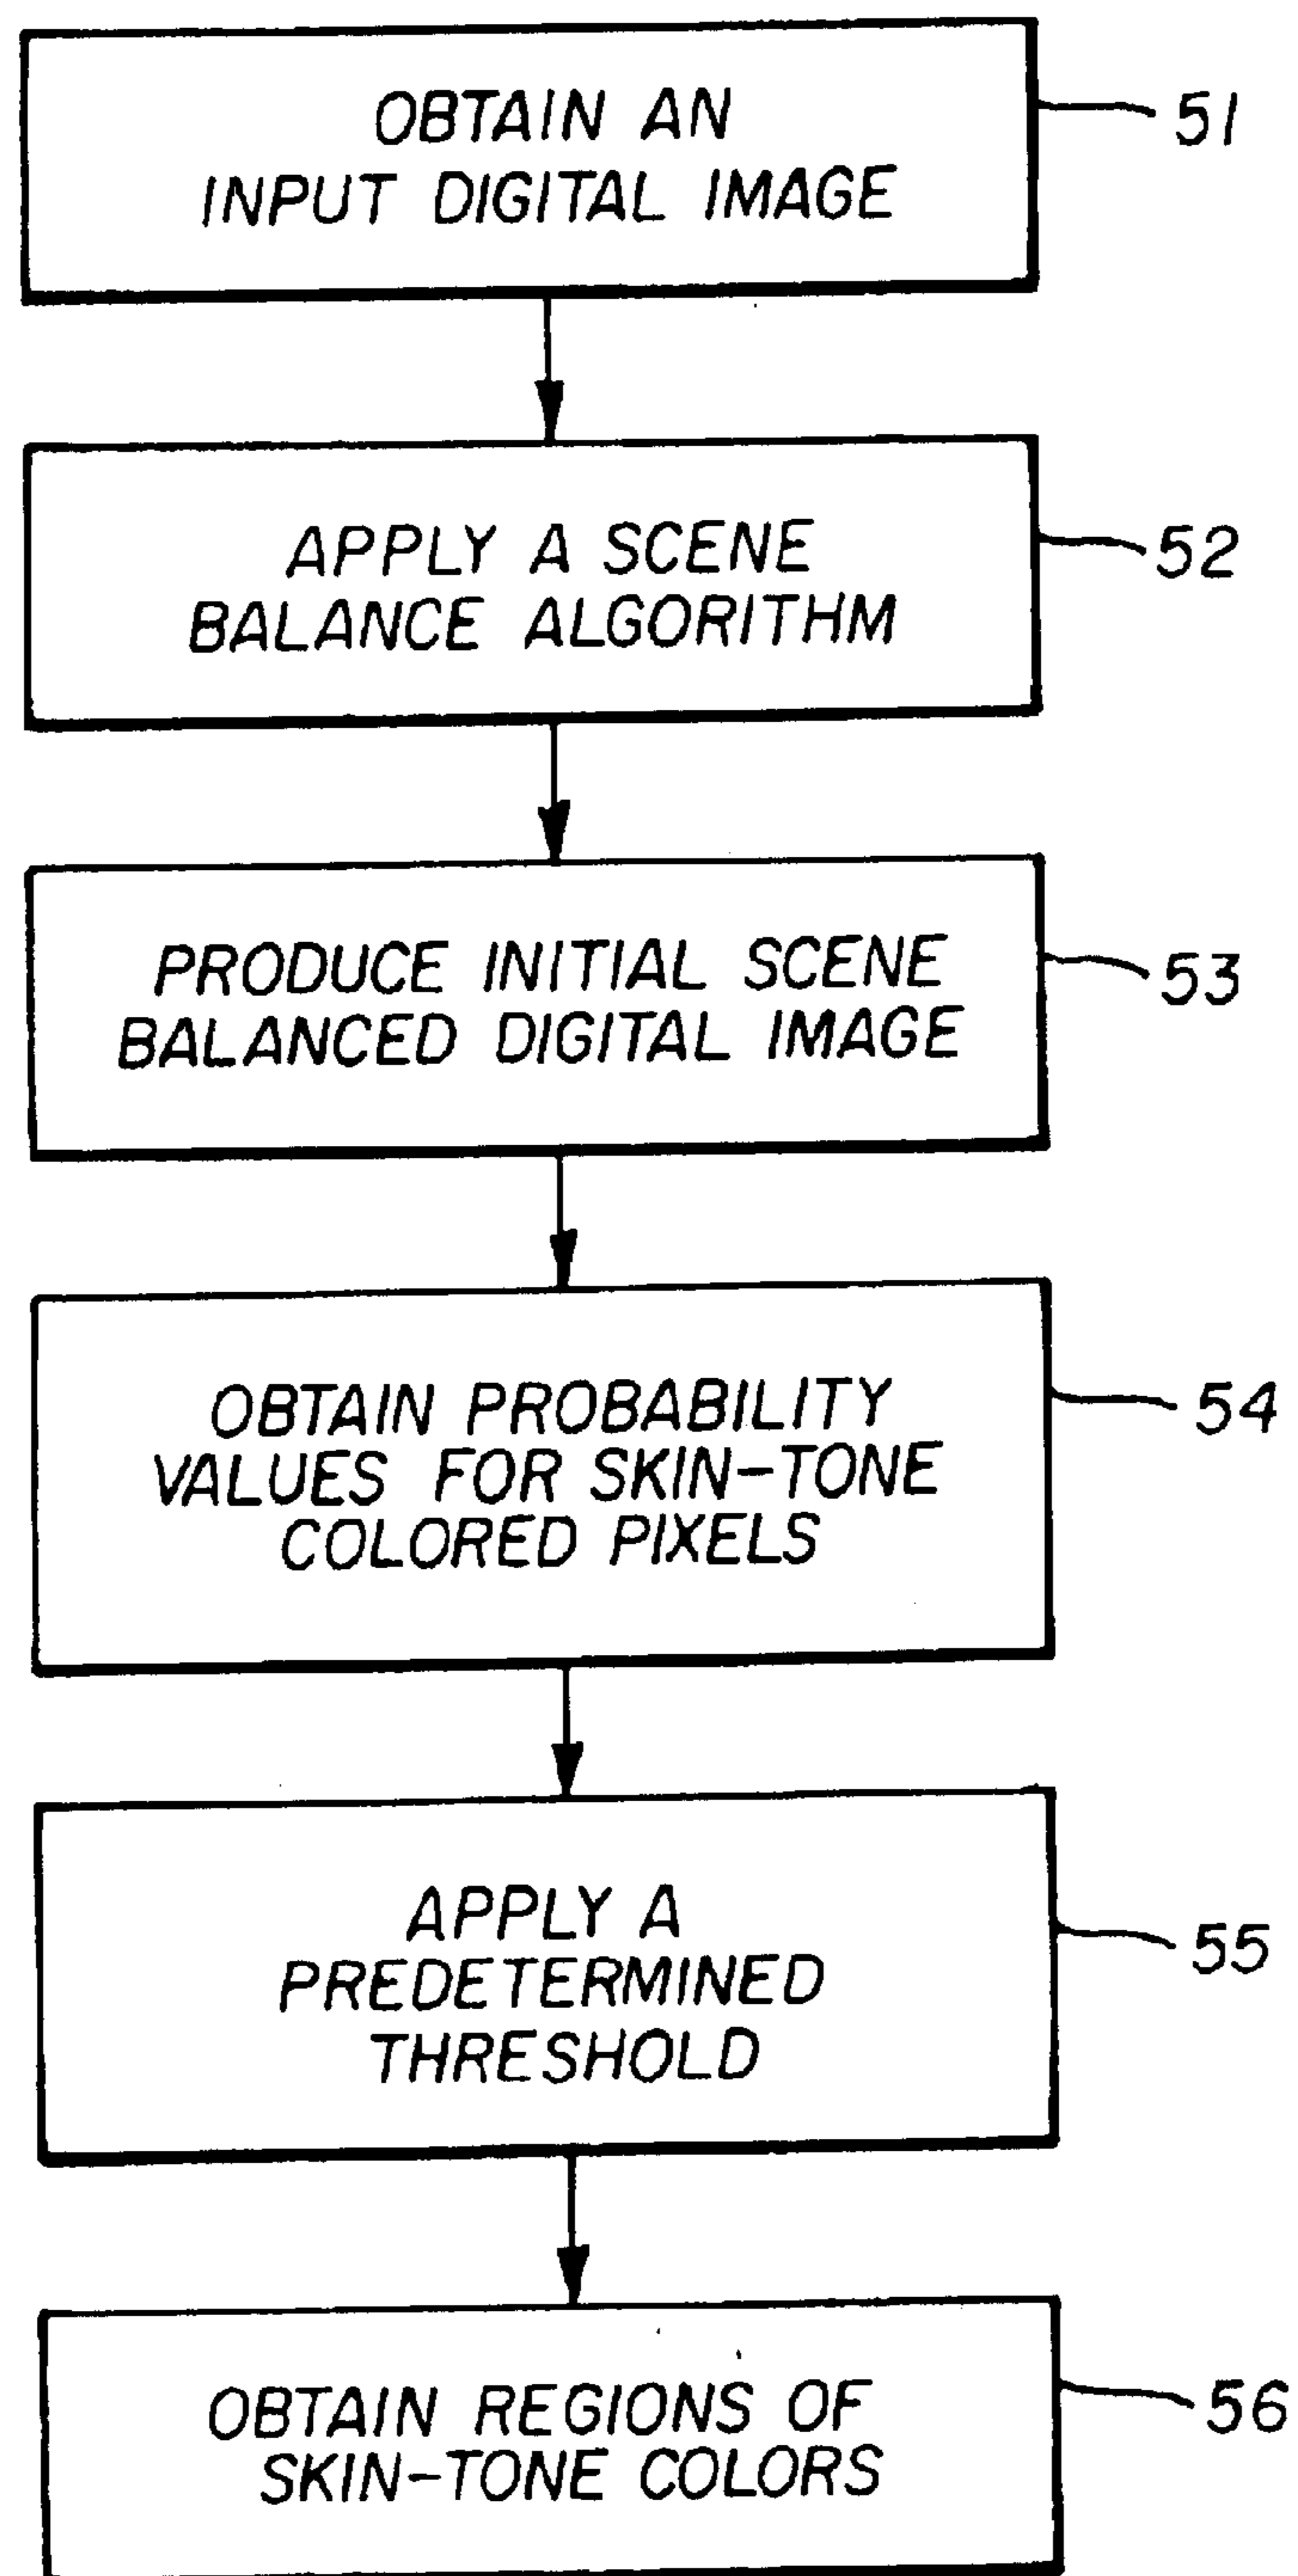 OBTAIN AN
INPUT DIGITAL IMAGE
51
APPLY A SCENE
BALANCE ALGORITHM
52
PRODUCE INITIAL SCENE
BALANCED DIGITAL IMAGE
53
OBTAIN PROBABILITY
VALUES FOR SKIN-TONE
COLORED PIXELS
54
APPLY A
PREDETERMINED
THRESHOLD
55
OBTAIN REGIONS OF
SKIN-TONE COLORS
56